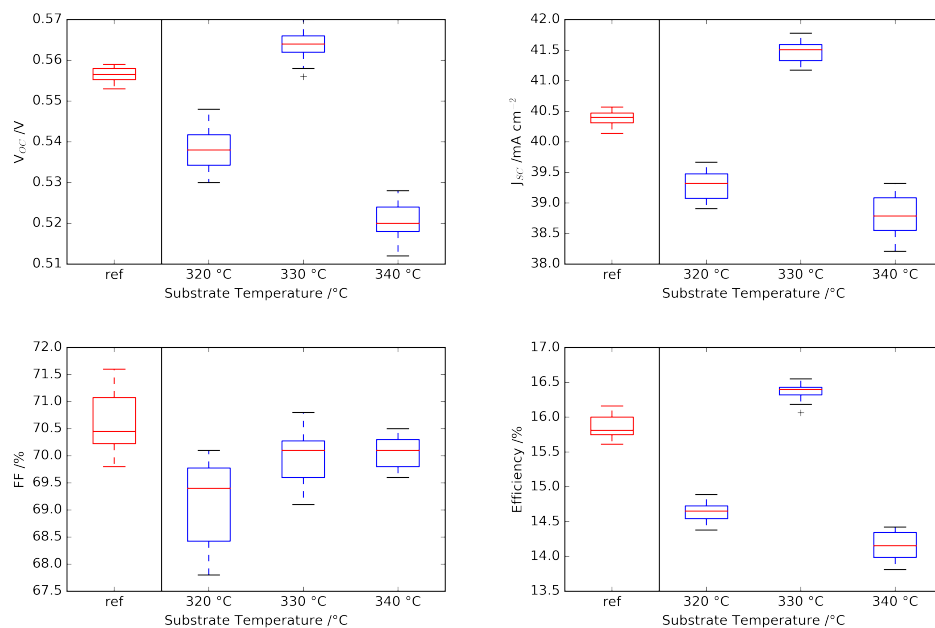 0.57
0.56
0.55
0.54
0.53
0.52
0.51
V_OC /V
ref 320 °C 330 °C 340 °C
Substrate Temperature /°C
42.0
41.5
41.0
40.5
40.0
39.5
39.0
38.5
38.0
J_SC /mA cm⁻²
ref 320 °C 330 °C 340 °C
Substrate Temperature /°C
72.0
71.5
71.0
70.5
70.0
69.5
69.0
68.5
68.0
67.5
FF /%
ref 320 °C 330 °C 340 °C
Substrate Temperature /°C
17.0
16.5
16.0
15.5
15.0
14.5
14.0
13.5
Efficiency /%
ref 320 °C 330 °C 340 °C
Substrate Temperature /°C